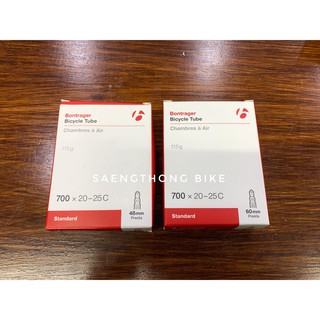 Bontrager
Bicycle Tube
Chambres à Air
115g
700 x 20-25C
48mm
Presta
Standard
Bontrager
Bicycle Tube
Chambres à Air
115g
700 x 20-25C
60mm
Presta
Standard
SAENGTHONG BIKE